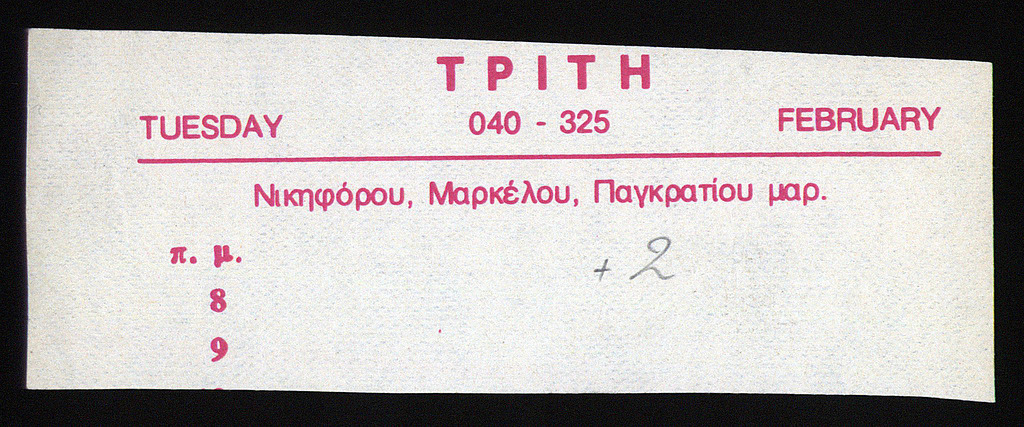 ΤΡΙΤΗ
TUESDAY 040 - 325 FEBRUARY
Νικηφόρου, Μαρκέλου, Παγκρατίου μαρ.
π. μ.
+ 2
8
9